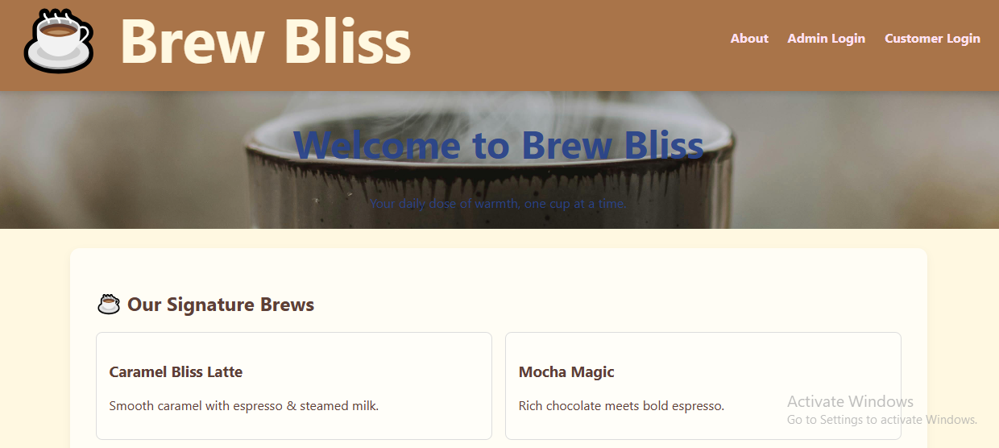 Brew Bliss
About Admin Login Customer Login
Welcome to Brew Bliss
Your daily dose of warmth, one cup at a time.
Our Signature Brews
Caramel Bliss Latte
Smooth caramel with espresso & steamed milk.
Mocha Magic
Rich chocolate meets bold espresso.
Activate Windows
Go to Settings to activate Windows.